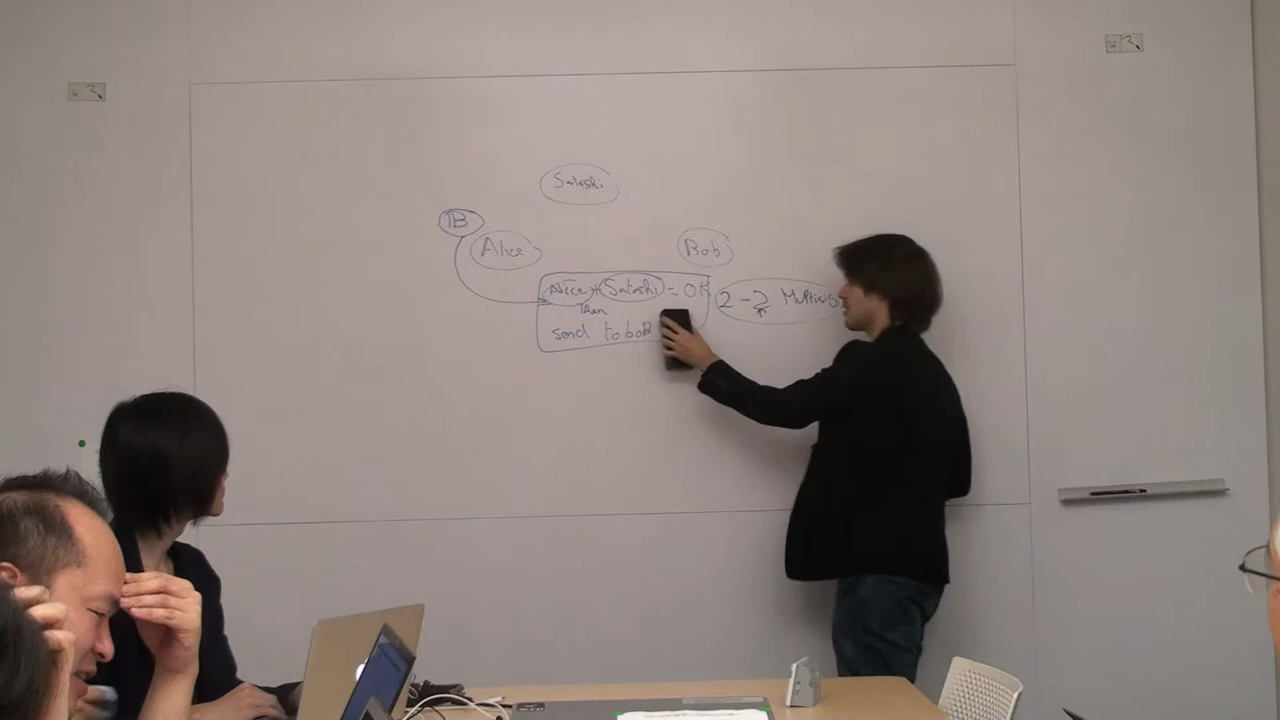 Satoshi
1B
Alice
Bob
Alice + Satoshi = OK
Then
send to bob
2-2 Multisig